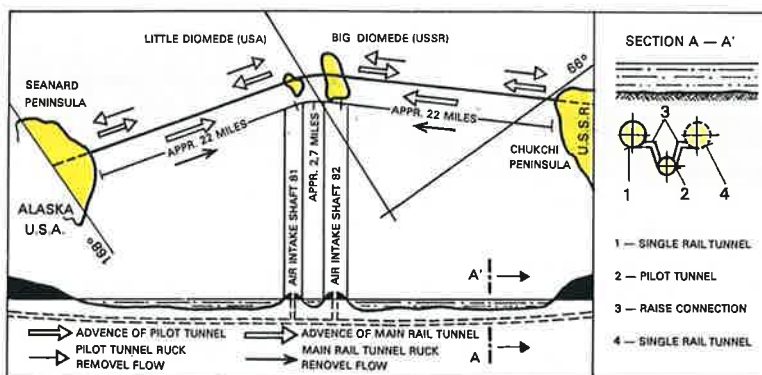 LITTLE DIOMEDE (USA)
BIG DIOMEDE (USSR)
SEANARD
PENINSULA
APPR. 22 MILES
APPR. 22 MILES
APPR. 2,7 MILES
66°
U.S.S.R.
CHUKCHI
PENINSULA
ALASKA
U.S.A.
168°
AIR INTAKE SHAFT 81
AIR INTAKE SHAFT 82
A'
A
ADVENCE OF PILOT TUNNEL
ADVENCE OF MAIN RAIL TUNNEL
PILOT TUNNEL RUCK
REMOVEL FLOW
MAIN RAIL TUNNEL RUCK
RENOVEL FLOW
SECTION A — A'
3
1
2
4
1 — SINGLE RAIL TUNNEL
2 — PILOT TUNNEL
3 — RAISE CONNECTION
4 — SINGLE RAIL TUNNEL